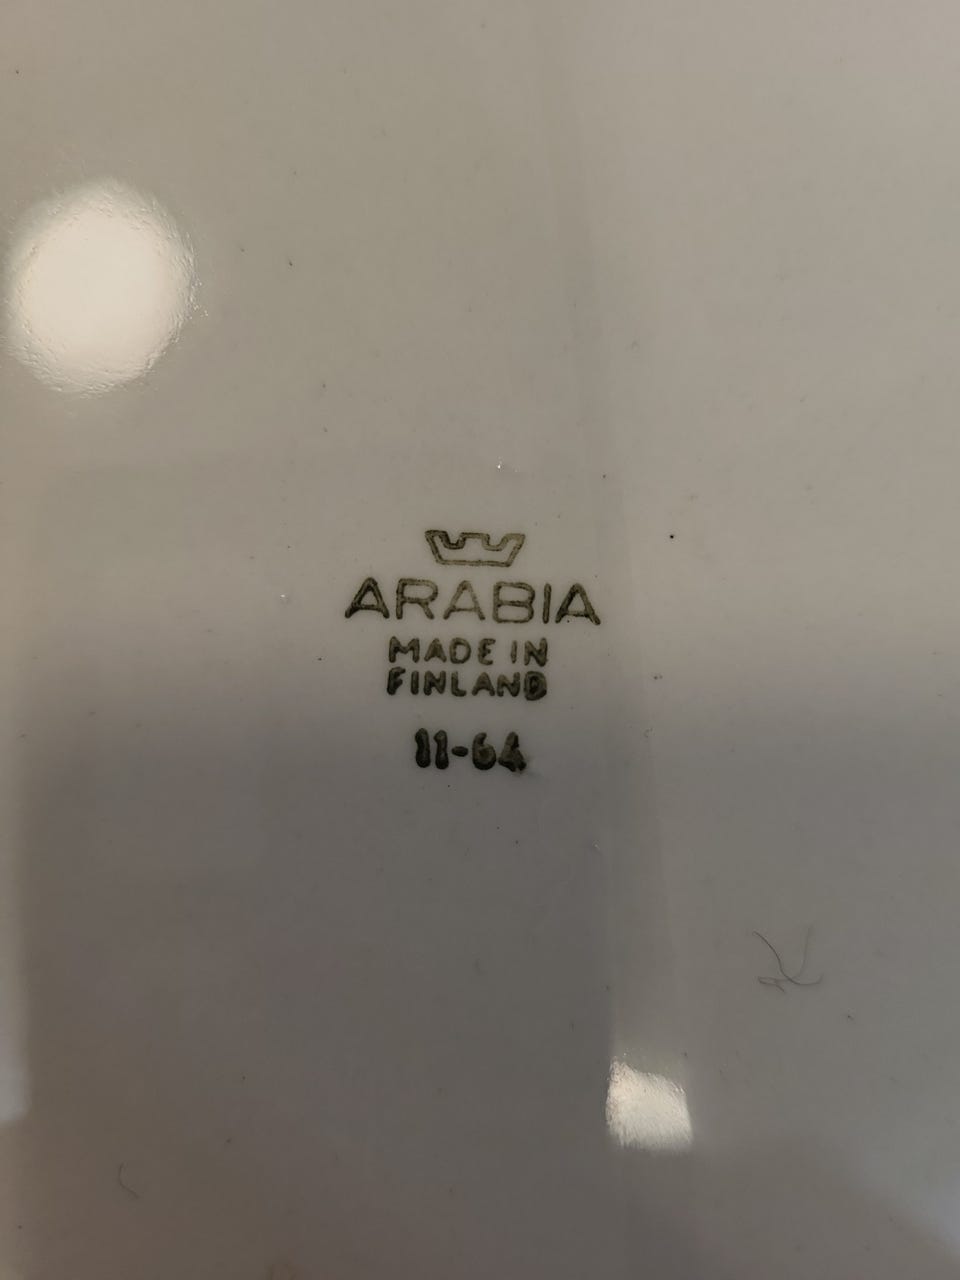 ARABIA
MADE IN
FINLAND
11-64